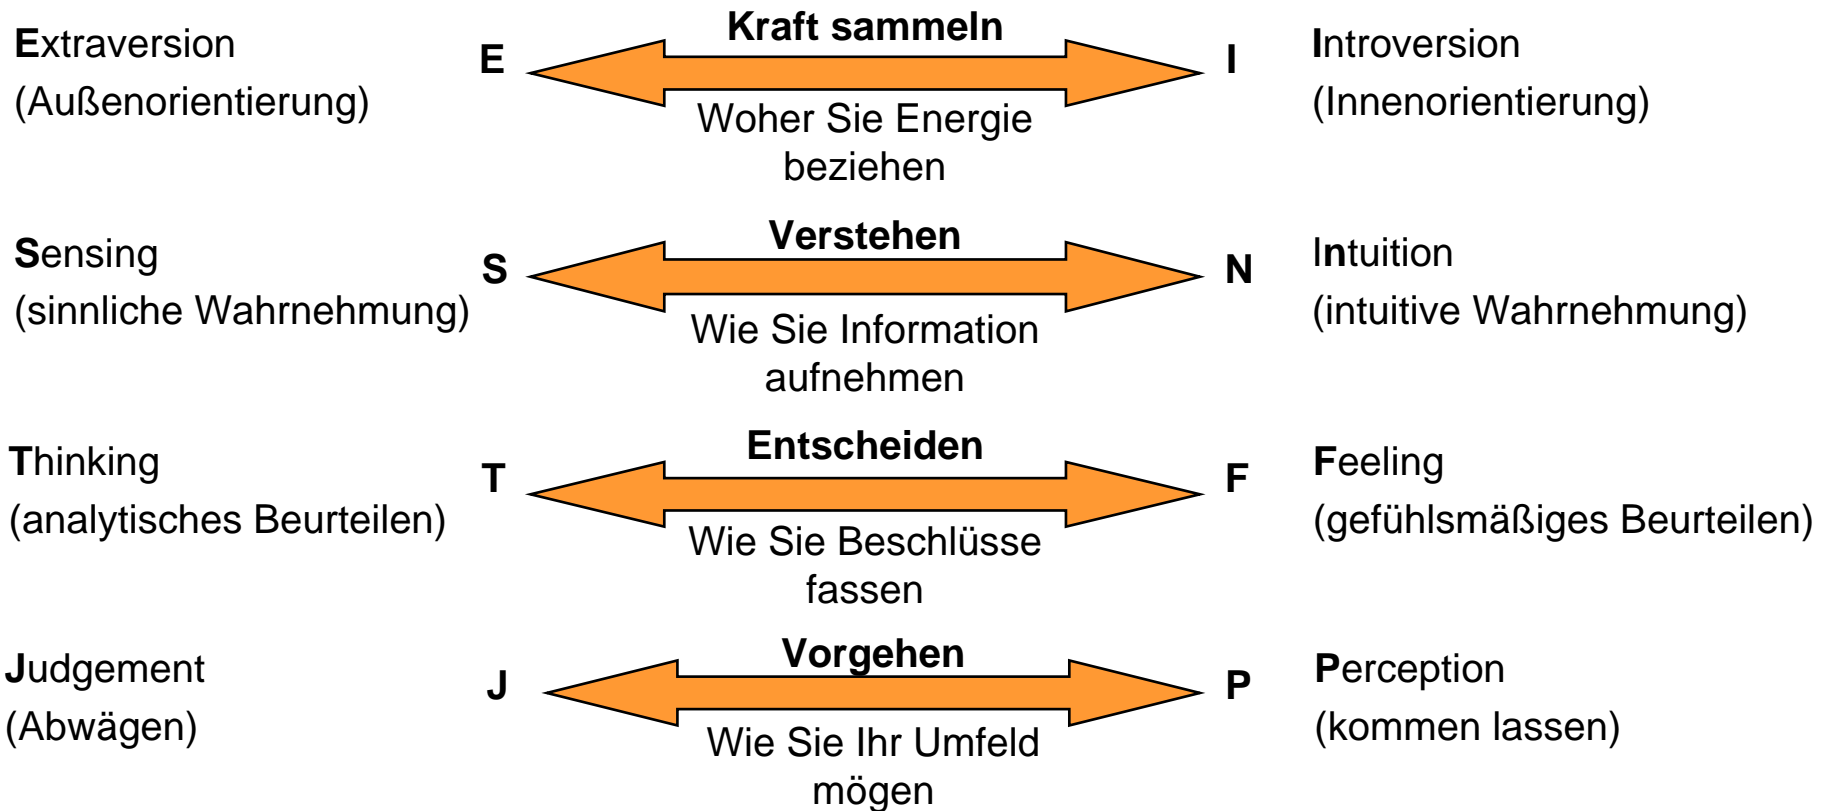 Kraft sammeln
Extraversion E I Introversion
(Außenorientierung) (Innenorientierung)
Woher Sie Energie
beziehen
Verstehen
Sensing S N Intuition
(sinnliche Wahrnehmung) (intuitive Wahrnehmung)
Wie Sie Information
aufnehmen
Entscheiden
Thinking T F Feeling
(analytisches Beurteilen) (gefühlsmäßiges Beurteilen)
Wie Sie Beschlüsse
fassen
Vorgehen
Judgement J P Perception
(Abwägen) (kommen lassen)
Wie Sie Ihr Umfeld
mögen